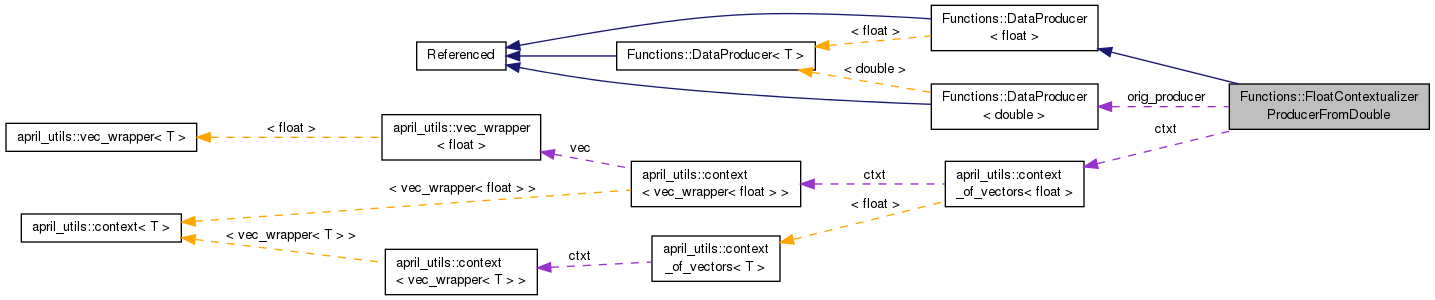 Functions::DataProducer
< float >
< float >
Referenced
Functions::DataProducer< T >
< double >
Functions::DataProducer
< double >
orig_producer
Functions::FloatContextualizer
ProducerFromDouble
ctxt
april_utils::vec_wrapper< T >
< float >
april_utils::vec_wrapper
< float >
vec
april_utils::context
< vec_wrapper< float > >
ctxt
april_utils::context
_of_vectors< float >
< vec_wrapper< float > >
< float >
april_utils::context< T >
< vec_wrapper< T > >
april_utils::context
< vec_wrapper< T > >
ctxt
april_utils::context
_of_vectors< T >